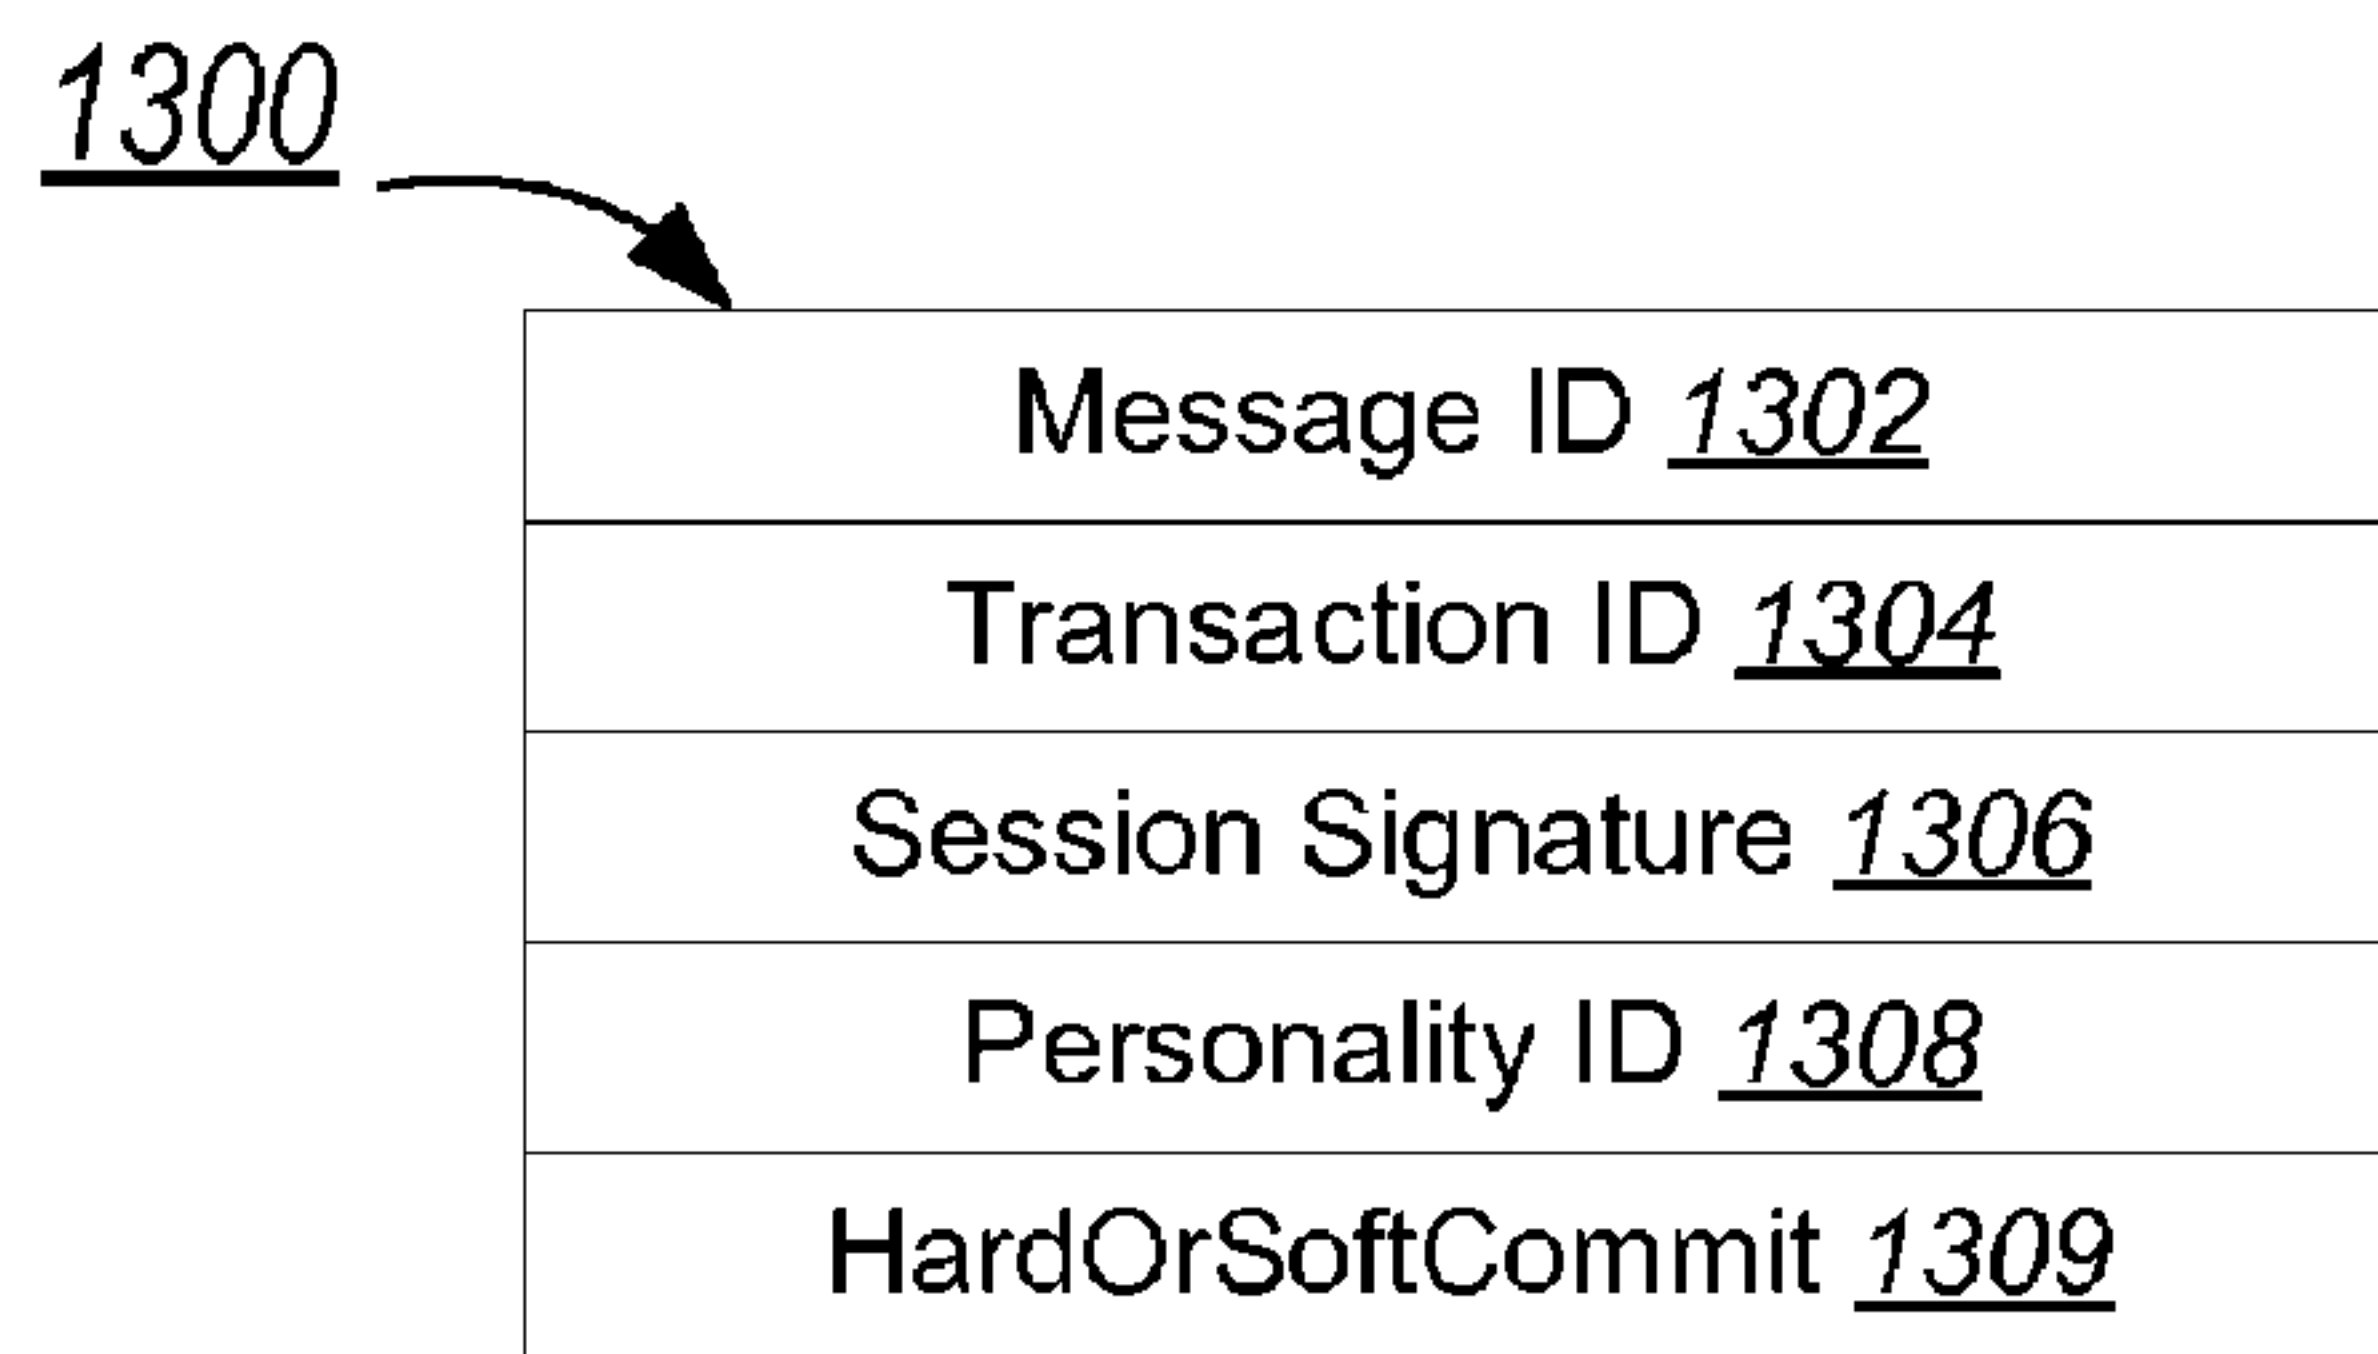 1300
Message ID 1302
Transaction ID 1304
Session Signature 1306
Personality ID 1308
HardOrSoftCommit 1309